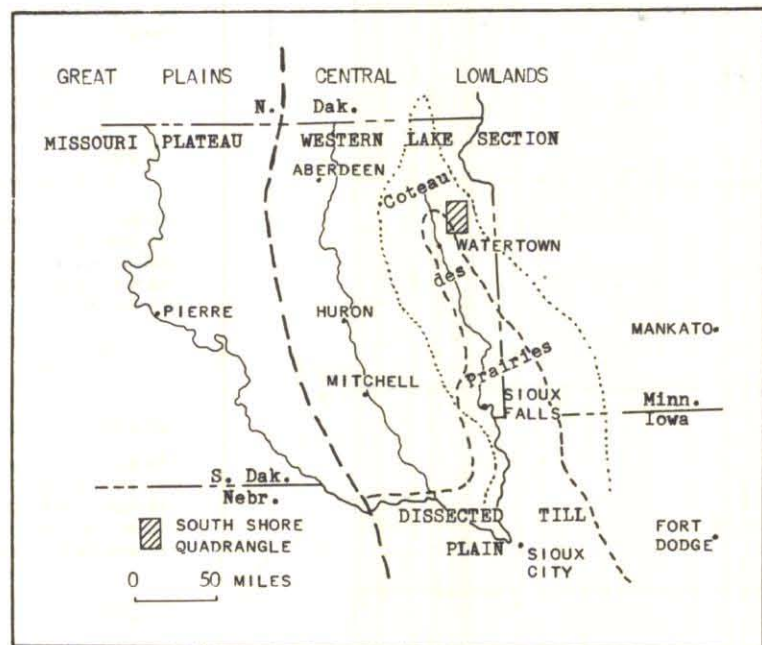 GREAT PLAINS CENTRAL LOWLANDS
N. Dak.
MISSOURI PLATEAU WESTERN LAKE SECTION
ABERDEEN
Coteau
WATERTOWN
des
PIERRE
HURON
MANKATO
Prairies
MITCHELL
SIOUX
FALLS
Minn.
Iowa
S. Dak.
Nebr.
DISSECTED TILL
PLAIN
SOUTH SHORE
QUADRANGLE
SIOUX
CITY
FORT
DODGE
0 50 MILES